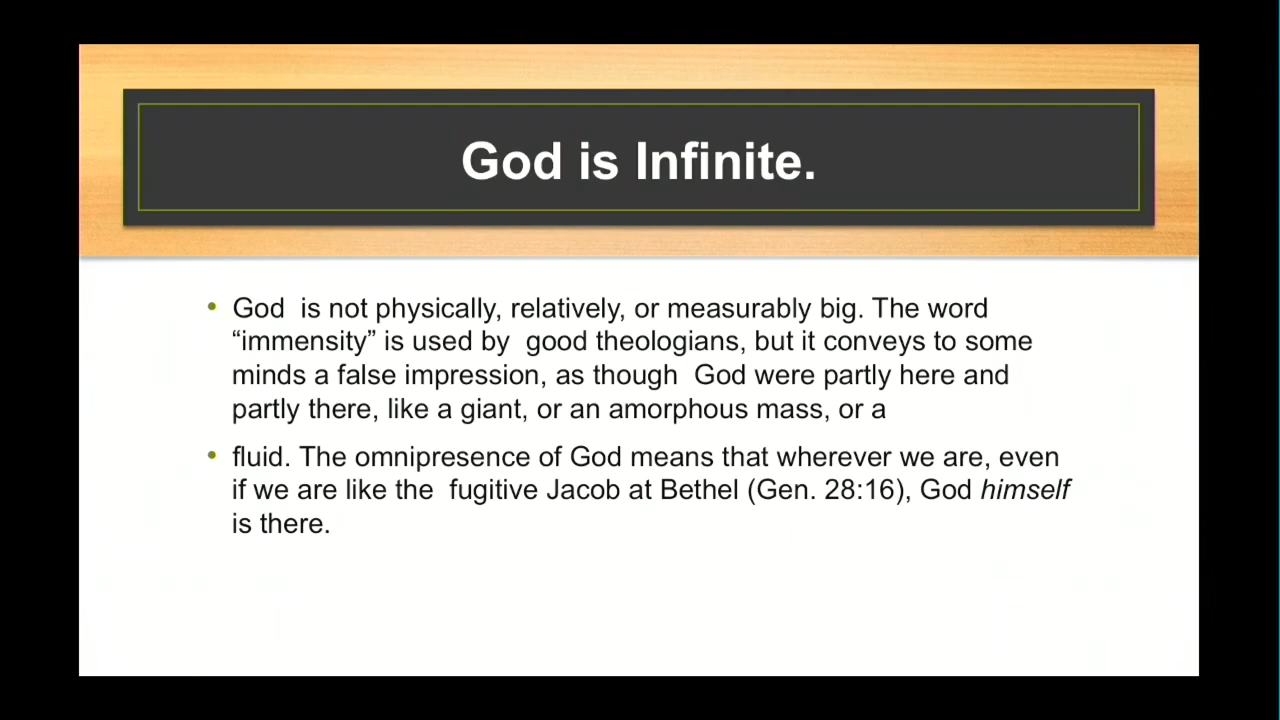 God is Infinite.
• God  is not physically, relatively, or measurably big. The word
“immensity” is used by  good theologians, but it conveys to some
minds a false impression, as though  God were partly here and
partly there, like a giant, or an amorphous mass, or a
• fluid. The omnipresence of God means that wherever we are, even
if we are like the  fugitive Jacob at Bethel (Gen. 28:16), God himself
is there.